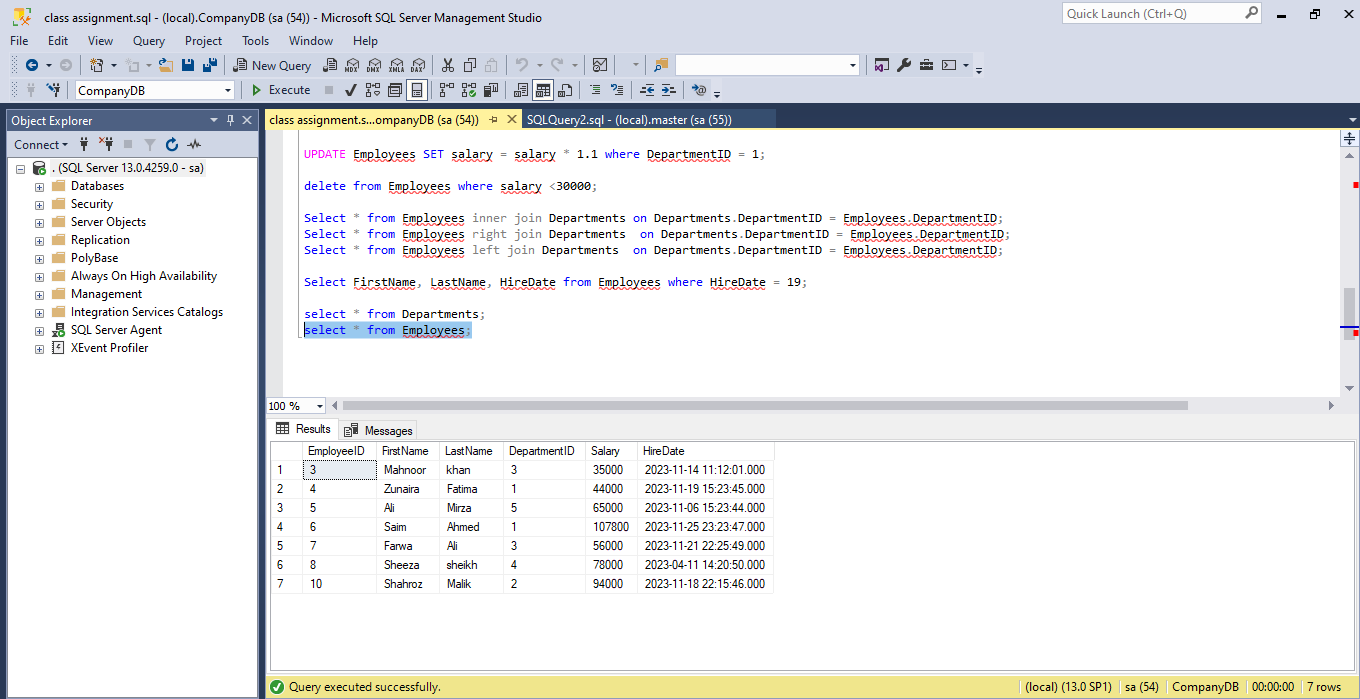 class assignment.sql - (local).CompanyDB (sa (54)) - Microsoft SQL Server Management Studio
Quick Launch (Ctrl+Q)
File Edit View Query Project Tools Window Help
New Query MDX DMX XMLA DAX
CompanyDB Execute
Object Explorer
class assignment.s...ompanyDB (sa (54)) SQLQuery2.sql - (local).master (sa (55))
Connect
. (SQL Server 13.0.4259.0 - sa)
Databases
Security
Server Objects
Replication
PolyBase
Always On High Availability
Management
Integration Services Catalogs
SQL Server Agent
XEvent Profiler
UPDATE Employees SET salary = salary * 1.1 where DepartmentID = 1;
delete from Employees where salary <30000;
Select * from Employees inner join Departments on Departments.DepartmentID = Employees.DepartmentID;
Select * from Employees right join Departments  on Departments.DepartmentID = Employees.DepartmentID;
Select * from Employees left join Departments  on Departments.DepartmentID = Employees.DepartmentID;
Select FirstName, LastName, HireDate from Employees where HireDate = 19;
select * from Departments;
select * from Employees;
100 %
Results Messages
EmployeeID FirstName LastName DepartmentID Salary HireDate
1 3 Mahnoor khan 3 35000 2023-11-14 11:12:01.000
2 4 Zunaira Fatima 1 44000 2023-11-19 15:23:45.000
3 5 Ali Mirza 5 65000 2023-11-06 15:23:44.000
4 6 Saim Ahmed 1 107800 2023-11-25 23:23:47.000
5 7 Farwa Ali 3 56000 2023-11-21 22:25:49.000
6 8 Sheeza sheikh 4 78000 2023-04-11 14:20:50.000
7 10 Shahroz Malik 2 94000 2023-11-18 22:15:46.000
Query executed successfully. (local) (13.0 SP1) sa (54) CompanyDB 00:00:00 7 rows